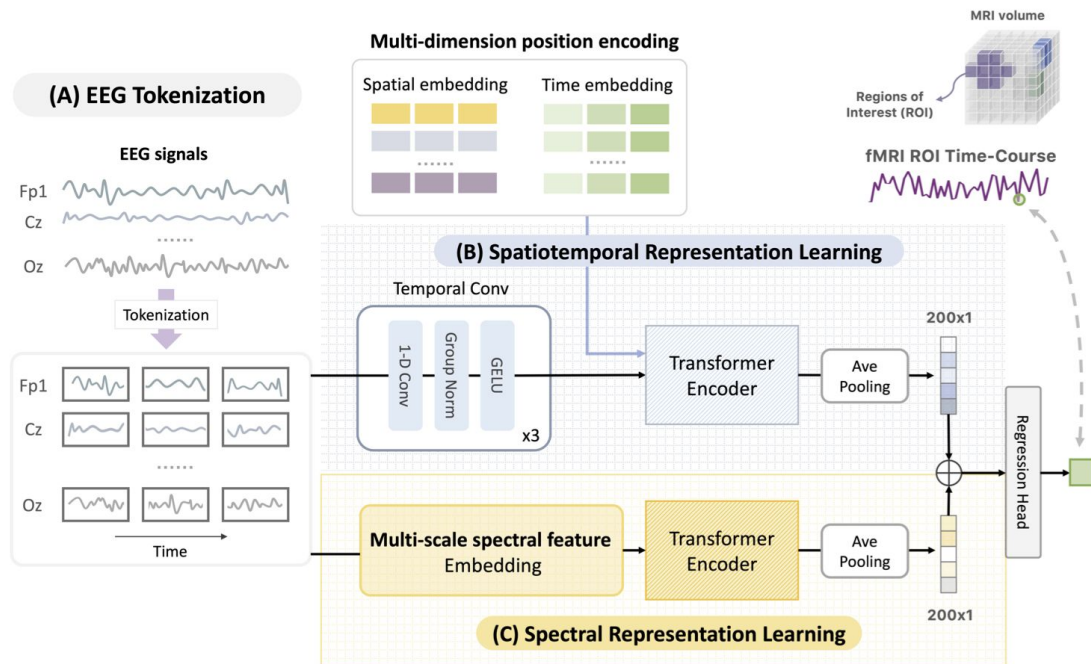 MRI volume
Regions of
Interest (ROI)
fMRI ROI Time-Course
Multi-dimension position encoding
Spatial embedding
Time embedding
......
......
(A) EEG Tokenization
EEG signals
Fp1
Cz
......
Oz
Tokenization
Fp1
Cz
......
Oz
Time
(B) Spatiotemporal Representation Learning
Temporal Conv
1-D Conv
Group Norm
GELU
x3
Transformer
Encoder
Ave
Pooling
200x1
Regression Head
Multi-scale spectral feature
Embedding
Transformer
Encoder
Ave
Pooling
200x1
(C) Spectral Representation Learning